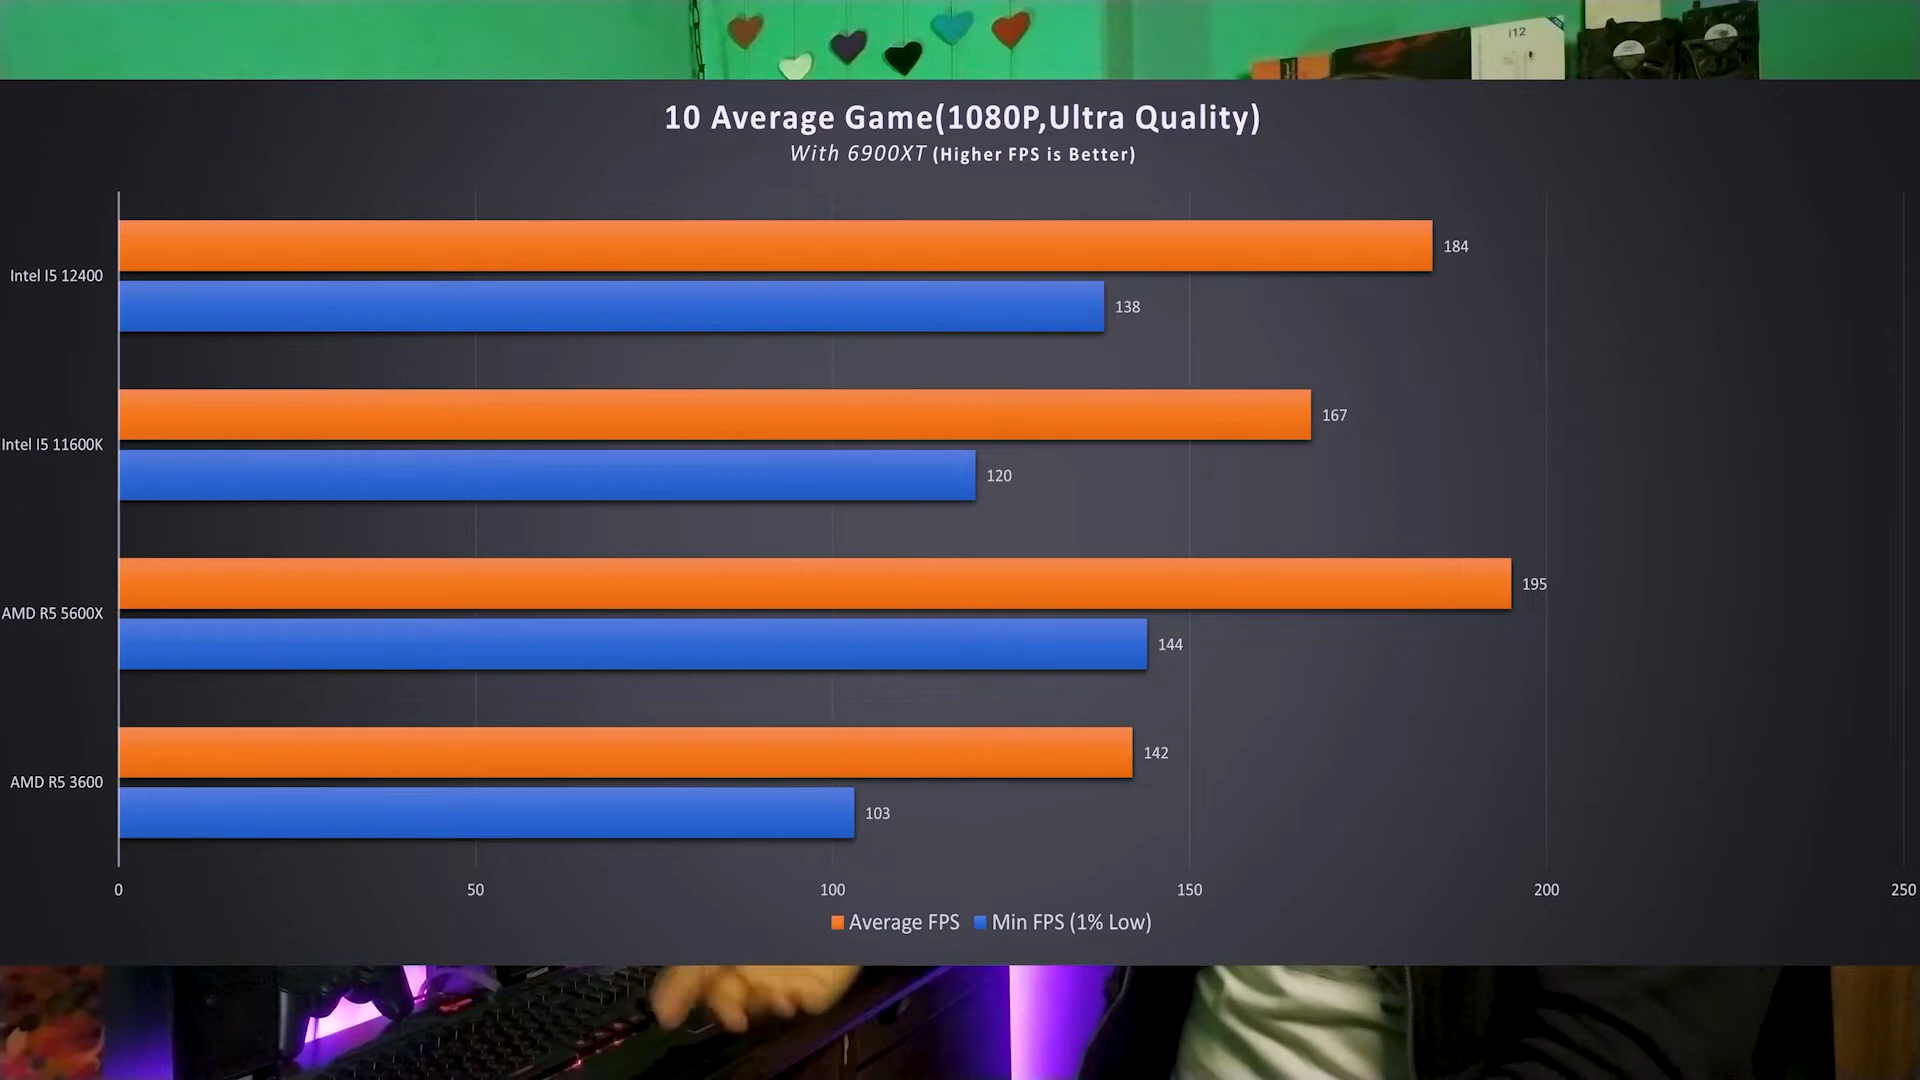 i12
10 Average Game(1080P,Ultra Quality)
With 6900XT (Higher FPS is Better)
Intel I5 12400
184
138
Intel I5 11600K
167
120
AMD R5 5600X
195
144
AMD R5 3600
142
103
0 50 100 150 200 250
Average FPS Min FPS (1% Low)